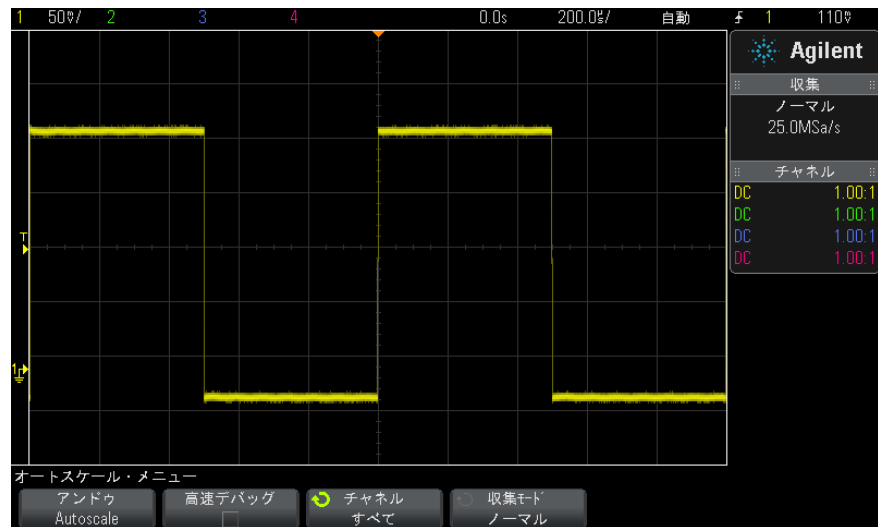 1 50mV/ 2 3 4 0.0s 200.0us/ 自動 1 110mV
Agilent
収集
ノーマル
25.0MSa/s
チャネル
DC 1.00:1
DC 1.00:1
DC 1.00:1
DC 1.00:1
T
1
オートスケール・メニュー
アンドゥ
Autoscale
高速デバッグ
チャネル
すべて
収集ﾓｰﾄﾞ
ノーマル